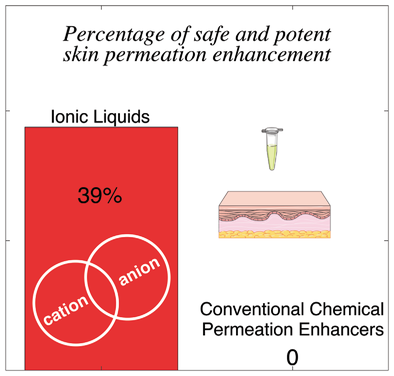 Percentage of safe and potent
skin permeation enhancement
Ionic Liquids
39%
cation
anion
Conventional Chemical
Permeation Enhancers
0